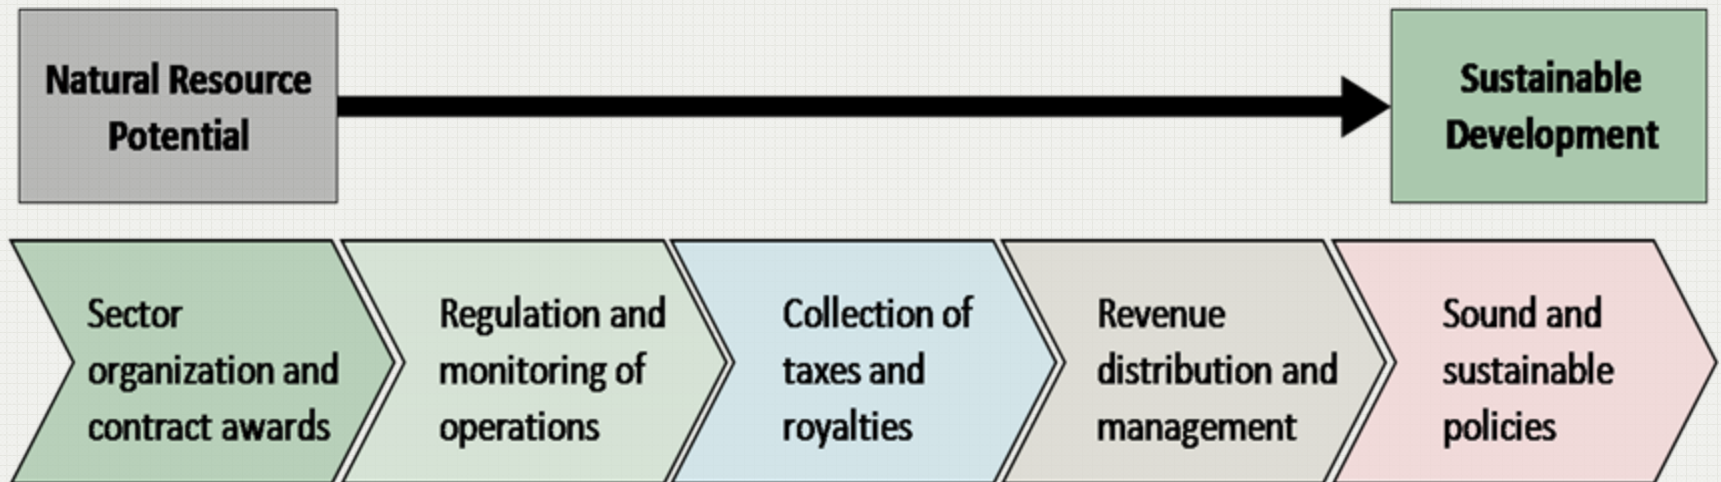 Natural Resource
Potential
Sustainable
Development
Sector
organization and
contract awards
Regulation and
monitoring of
operations
Collection of
taxes and
royalties
Revenue
distribution and
management
Sound and
sustainable
policies